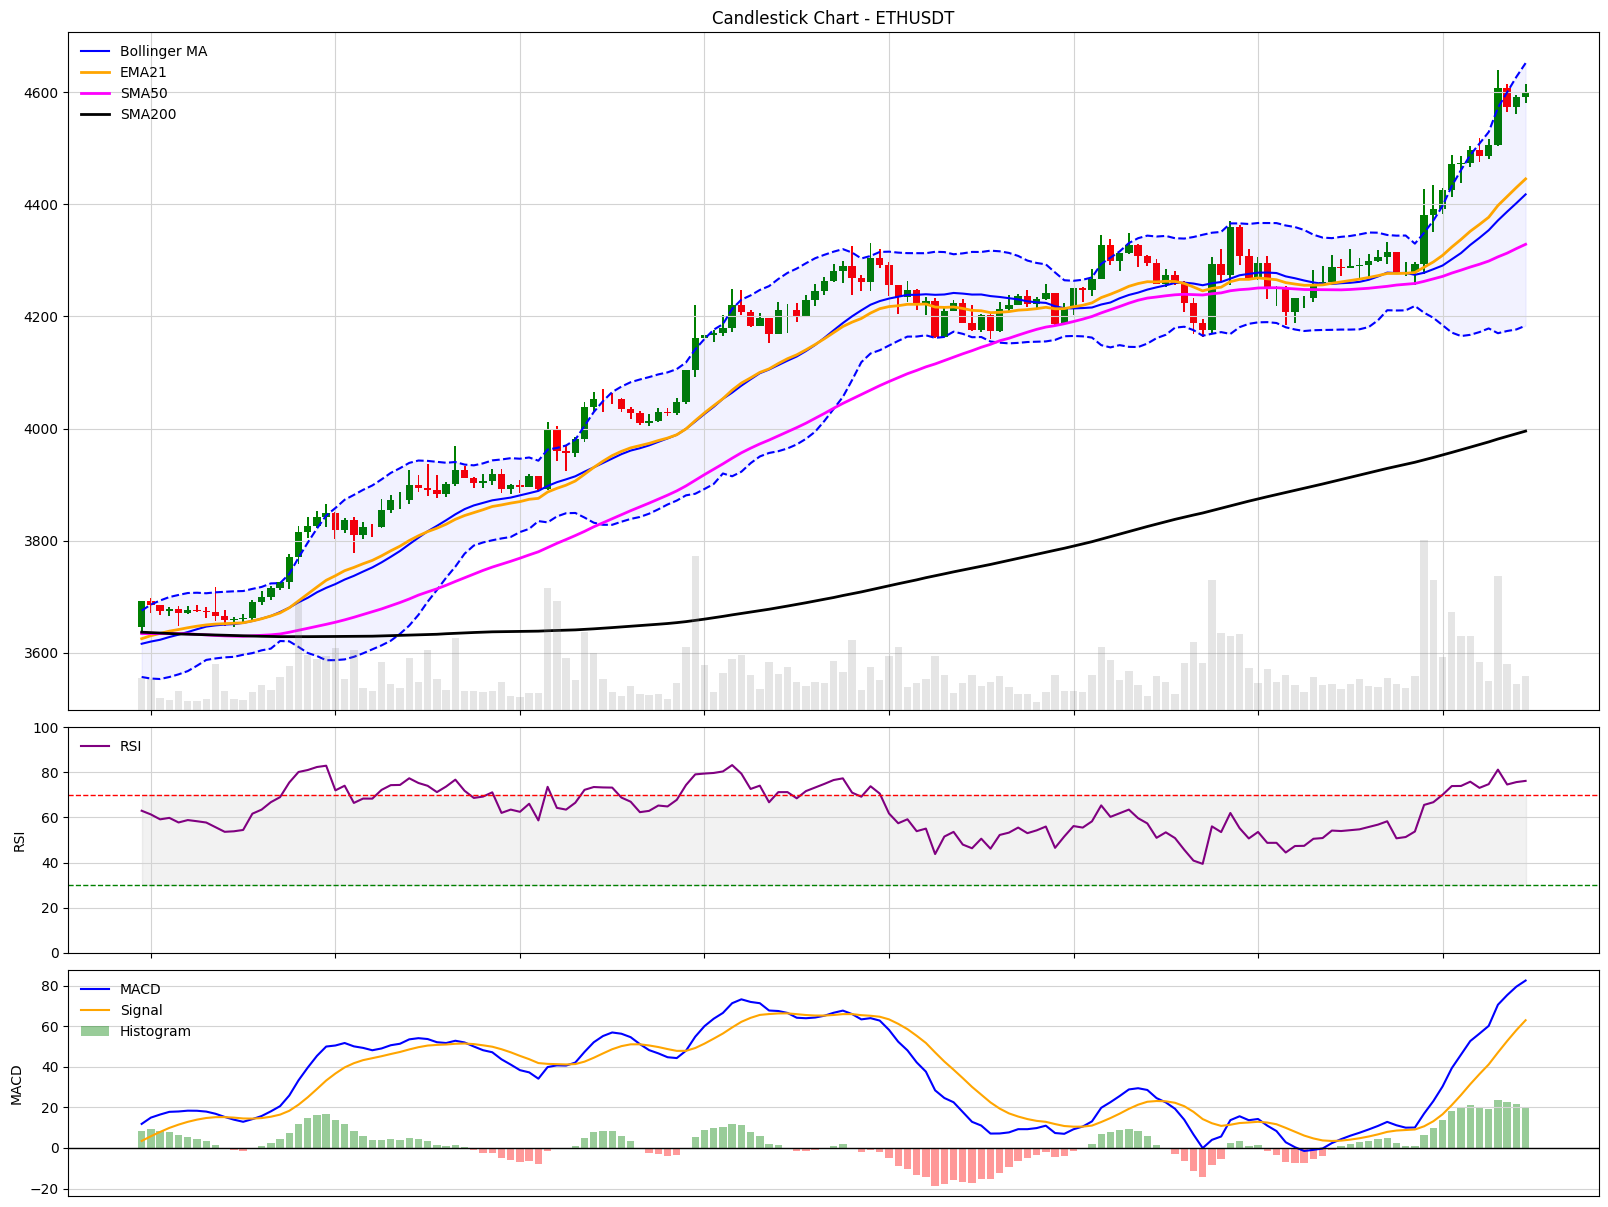 Candlestick Chart - ETHUSDT
Bollinger MA
EMA21
SMA50
SMA200
4600
4400
4200
4000
3800
3600
RSI
100
80
60
40
20
0
RSI
MACD
Signal
Histogram
80
60
40
20
0
−20
MACD